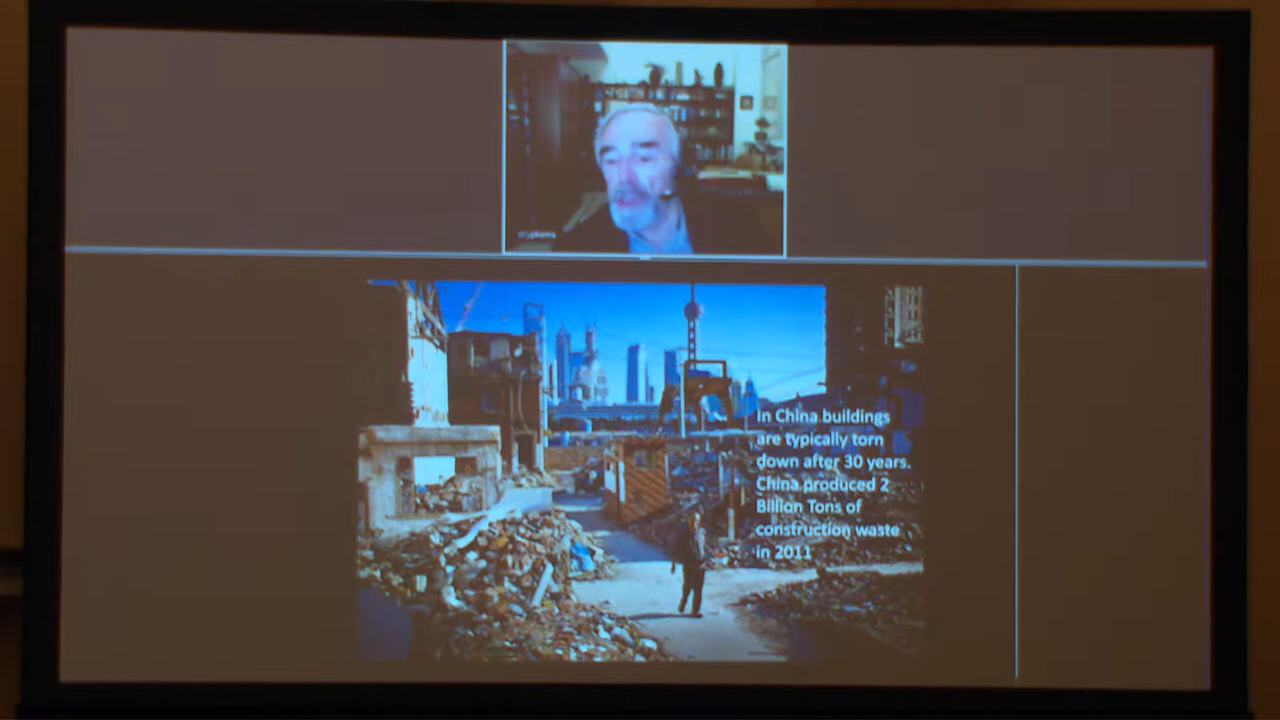 In China buildings
are typically torn
down after 30 years.
China produced 2
Billion Tons of
construction waste
in 2011